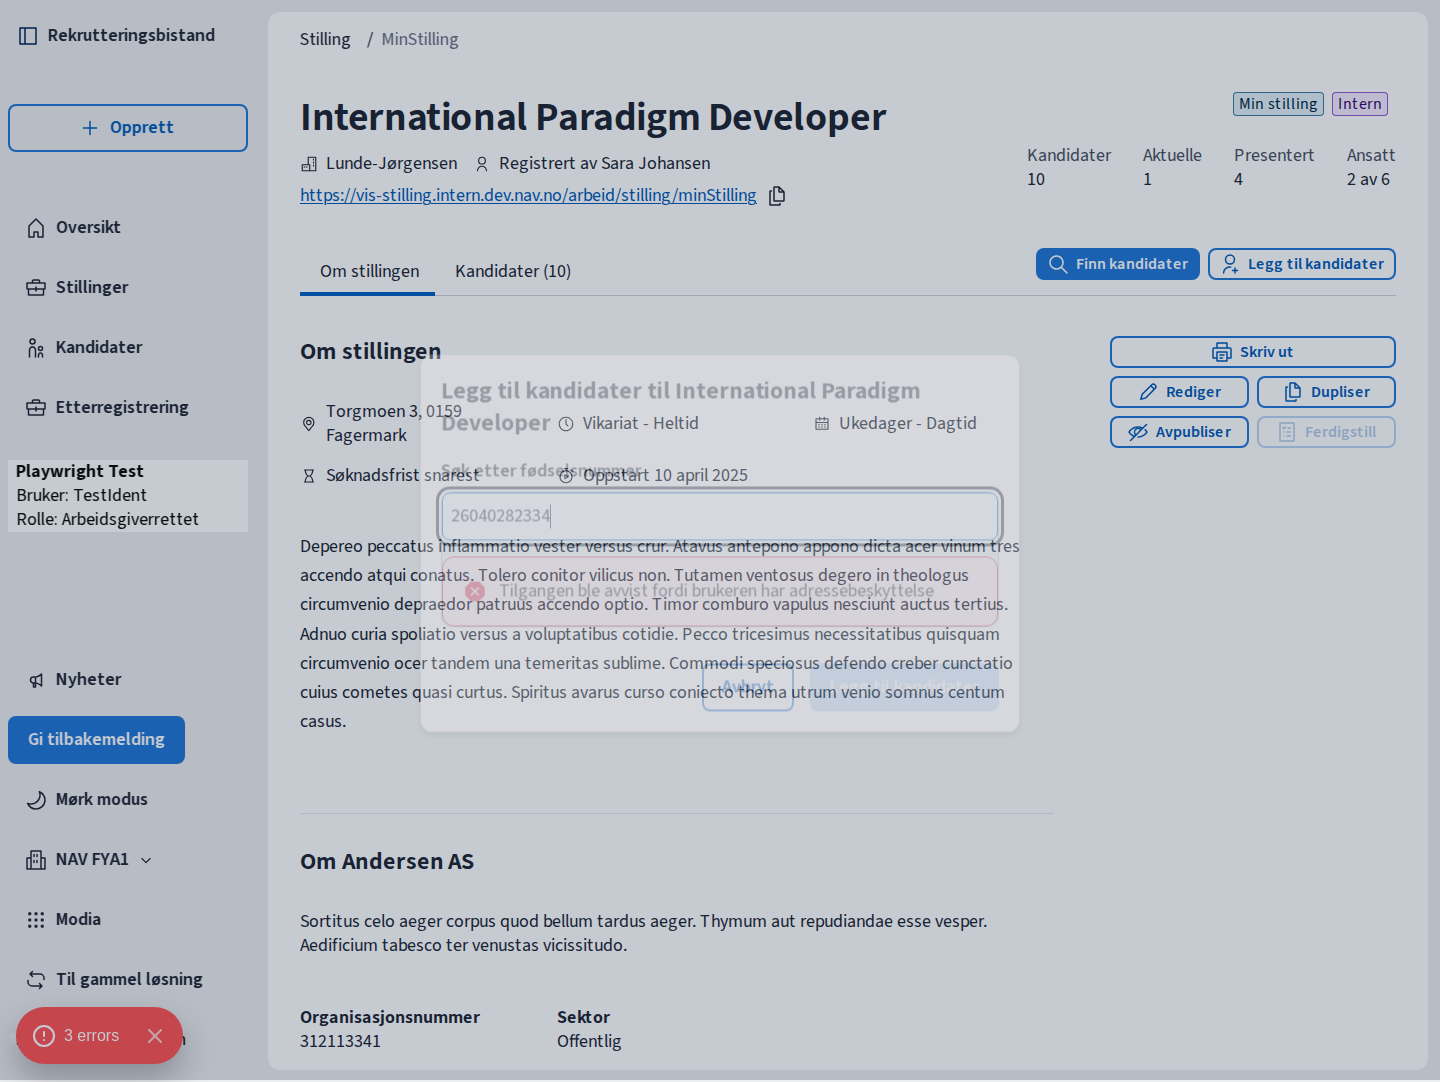 Rekrutteringsbistand
Opprett
Oversikt
Stillinger
Kandidater
Etterregistrering
Playwright Test
Bruker: TestIdent
Rolle: Arbeidsgiverrettet
Nyheter
Gi tilbakemelding
Mørk modus
NAV FYA1
Modia
Til gammel løsning
3 errors
Stilling / MinStilling
International Paradigm Developer
Min stilling Intern
Lunde-Jørgensen Registrert av Sara Johansen
https://vis-stilling.intern.dev.nav.no/arbeid/stilling/minStilling
Kandidater Aktuelle Presentert Ansatt
10 1 4 2 av 6
Om stillingen Kandidater (10)
Finn kandidater Legg til kandidater
Om stillingen
Skriv ut
Rediger Dupliser
Avpubliser Ferdigstill
Torgmoen 3, 0159
Fagermark
Vikariat - Heltid
Ukedager - Dagtid
Søknadsfrist snarest
Oppstart 10 april 2025
Legg til kandidater til International Paradigm
Developer
Søk etter fødselsnummer
26040282334
Tilgangen ble avvist fordi brukeren har adressebeskyttelse
Avbryt Legg til kandidater
Depereo peccatus inflammatio vester versus crur. Atavus antepono appono dicta acer vinum tres
accendo atqui conatus. Tolero conitor vilicus non. Tutamen ventosus degero in theologus
circumvenio depraedor patruus accendo optio. Timor comburo vapulus nesciunt auctus tertius.
Adnuo curia spoliatio versus a voluptatibus cotidie. Pecco tricesimus necessitatibus quisquam
circumvenio ocer tandem una temeritas sublime. Commodi speciosus defendo creber cunctatio
cuius cometes quasi curtus. Spiritus avarus curso coniecto thema utrum venio somnus centum
casus.
Om Andersen AS
Sortitus celo aeger corpus quod bellum tardus aeger. Thymum aut repudiandae esse vesper.
Aedificium tabesco ter venustas vicissitudo.
Organisasjonsnummer Sektor
312113341 Offentlig